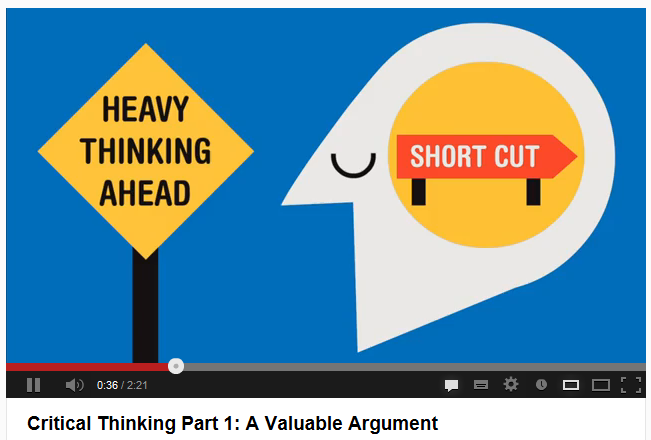 HEAVY
THINKING
AHEAD
SHORT CUT
0:36 / 2:21
Critical Thinking Part 1: A Valuable Argument